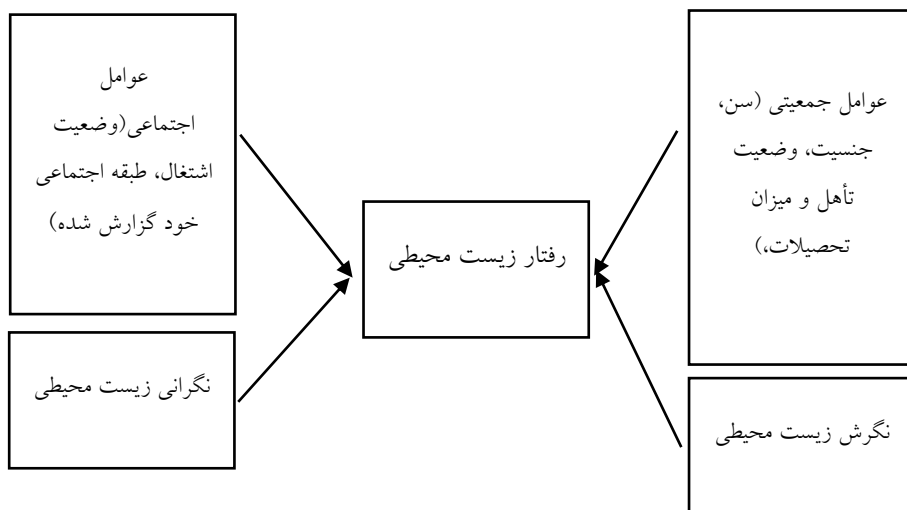 عوامل جمعیتی (سن،
جنسیت، وضعیت
تأهل و میزان
تحصیلات،)
عوامل
اجتماعی(وضعیت
اشتغال، طبقه اجتماعی
خود گزارش شده)
رفتار زیست محیطی
نگرش زیست محیطی
نگرانی زیست محیطی